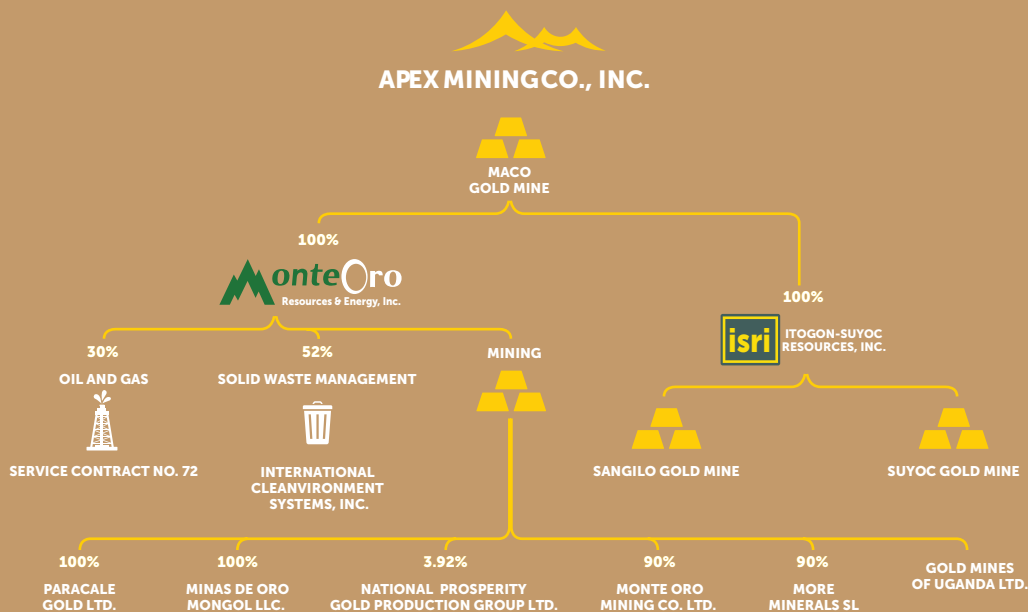 APEX MINING CO., INC.
MACO
GOLD MINE
100%
MonteOro
Resources & Energy, Inc.
100%
isri
ITOGON-SUYOC
RESOURCES, INC.
30%
OIL AND GAS
SERVICE CONTRACT NO. 72
52%
SOLID WASTE MANAGEMENT
INTERNATIONAL
CLEANVIRONMENT
SYSTEMS, INC.
MINING
SANGILO GOLD MINE
SUYOC GOLD MINE
100%
PARACALE
GOLD LTD.
100%
MINAS DE ORO
MONGOL LLC.
3.92%
NATIONAL PROSPERITY
GOLD PRODUCTION GROUP LTD.
90%
MONTE ORO
MINING CO. LTD.
90%
MORE
MINERALS SL
GOLD MINES
OF UGANDA LTD.